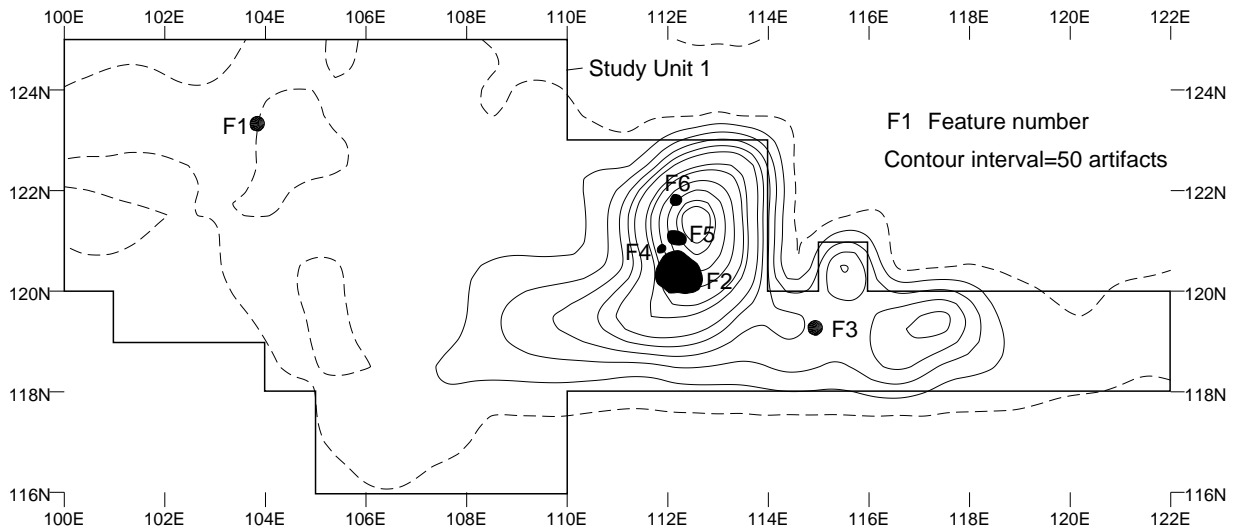 100E 102E 104E 106E 108E 110E 112E 114E 116E 118E 120E 122E
Study Unit 1
124N 124N
F1
F1 Feature number
Contour interval=50 artifacts
122N 122N
F6
F5
F4
F2
120N 120N
F3
118N 118N
116N 116N
100E 102E 104E 106E 108E 110E 112E 114E 116E 118E 120E 122E